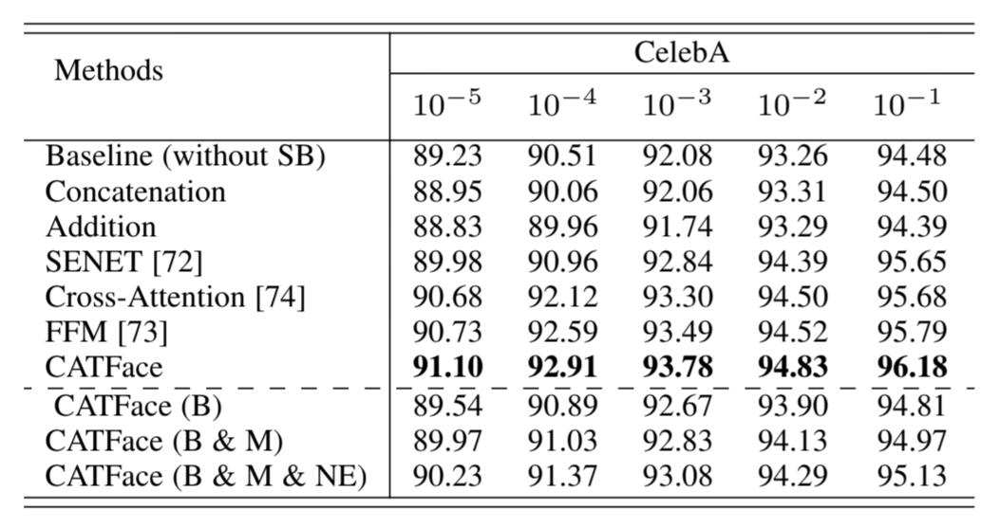 Methods CelebA
10−5 10−4 10−3 10−2 10−1
Baseline (without SB) 89.23 90.51 92.08 93.26 94.48
Concatenation 88.95 90.06 92.06 93.31 94.50
Addition 88.83 89.96 91.74 93.29 94.39
SENET [72] 89.98 90.96 92.84 94.39 95.65
Cross-Attention [74] 90.68 92.12 93.30 94.50 95.68
FFM [73] 90.73 92.59 93.49 94.52 95.79
CATFace 91.10 92.91 93.78 94.83 96.18
CATFace (B) 89.54 90.89 92.67 93.90 94.81
CATFace (B & M) 89.97 91.03 92.83 94.13 94.97
CATFace (B & M & NE) 90.23 91.37 93.08 94.29 95.13